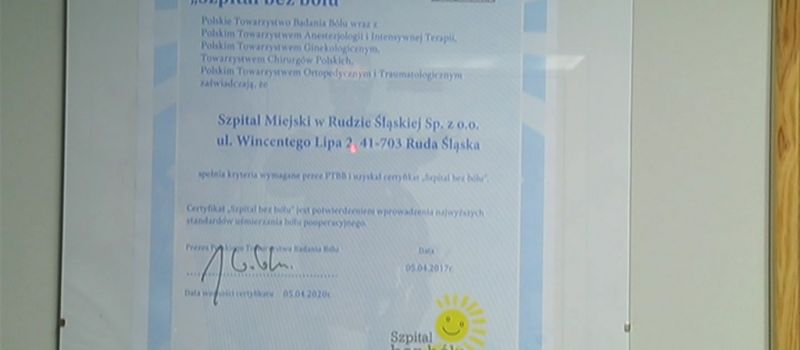 „Szpital bez bólu"
Polskie Towarzystwo Badania Bólu wraz z
Polskim Towarzystwem Anestezjologii i Intensywnej Terapii,
Polskim Towarzystwem Ginekologicznym,
Towarzystwem Chirurgów Polskich,
Polskim Towarzystwem Ortopedycznym i Traumatologicznym
zaświadczają, że
Szpital Miejski w Rudzie Śląskiej Sp. z o.o.
ul. Wincentego Lipa 2, 41-703 Ruda Śląska
spełnia kryteria wymagane przez PTBB i uzyskał certyfikat „Szpital bez bólu".
Certyfikat „Szpital bez bólu" jest potwierdzeniem wprowadzenia najwyższych
standardów uśmierzania bólu pooperacyjnego.
Prezes Polskiego Towarzystwa Badania Bólu
Data
05.04.2017r.
Data ważności certyfikatu 05.04.2020r.
Szpital
bez bólu